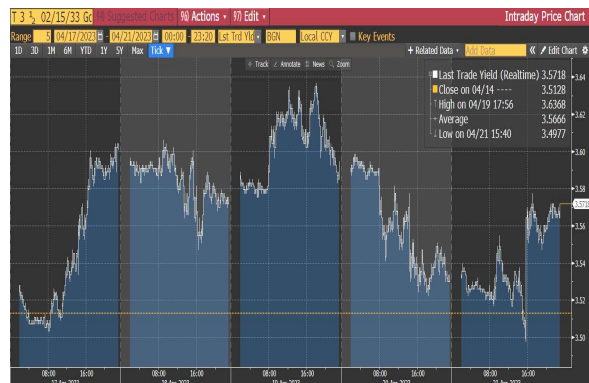 T 3 ½ 02/15/33 Go 94) Suggested Charts 96) Actions 97) Edit Intraday Price Chart
Range 5 04/17/2023 - 04/21/2023 00:00 - 23:20 Lst Trd Yld BGN Local CCY Key Events
1D 3D 1M 6M YTD 1Y 5Y Max Tick ▼ + Related Data Add Data « Edit Chart
Track Annotate News Zoom
Last Trade Yield (Realtime) 3.5718
Close on 04/14 ---- 3.5128
High on 04/19 17:56 3.6368
Average 3.5666
Low on 04/21 15:40 3.4977
3.64
3.62
3.60
3.58
3.5718
3.56
3.54
3.52
3.50
08:00 16:00 08:00 16:00 08:00 16:00 08:00 16:00 08:00 16:00